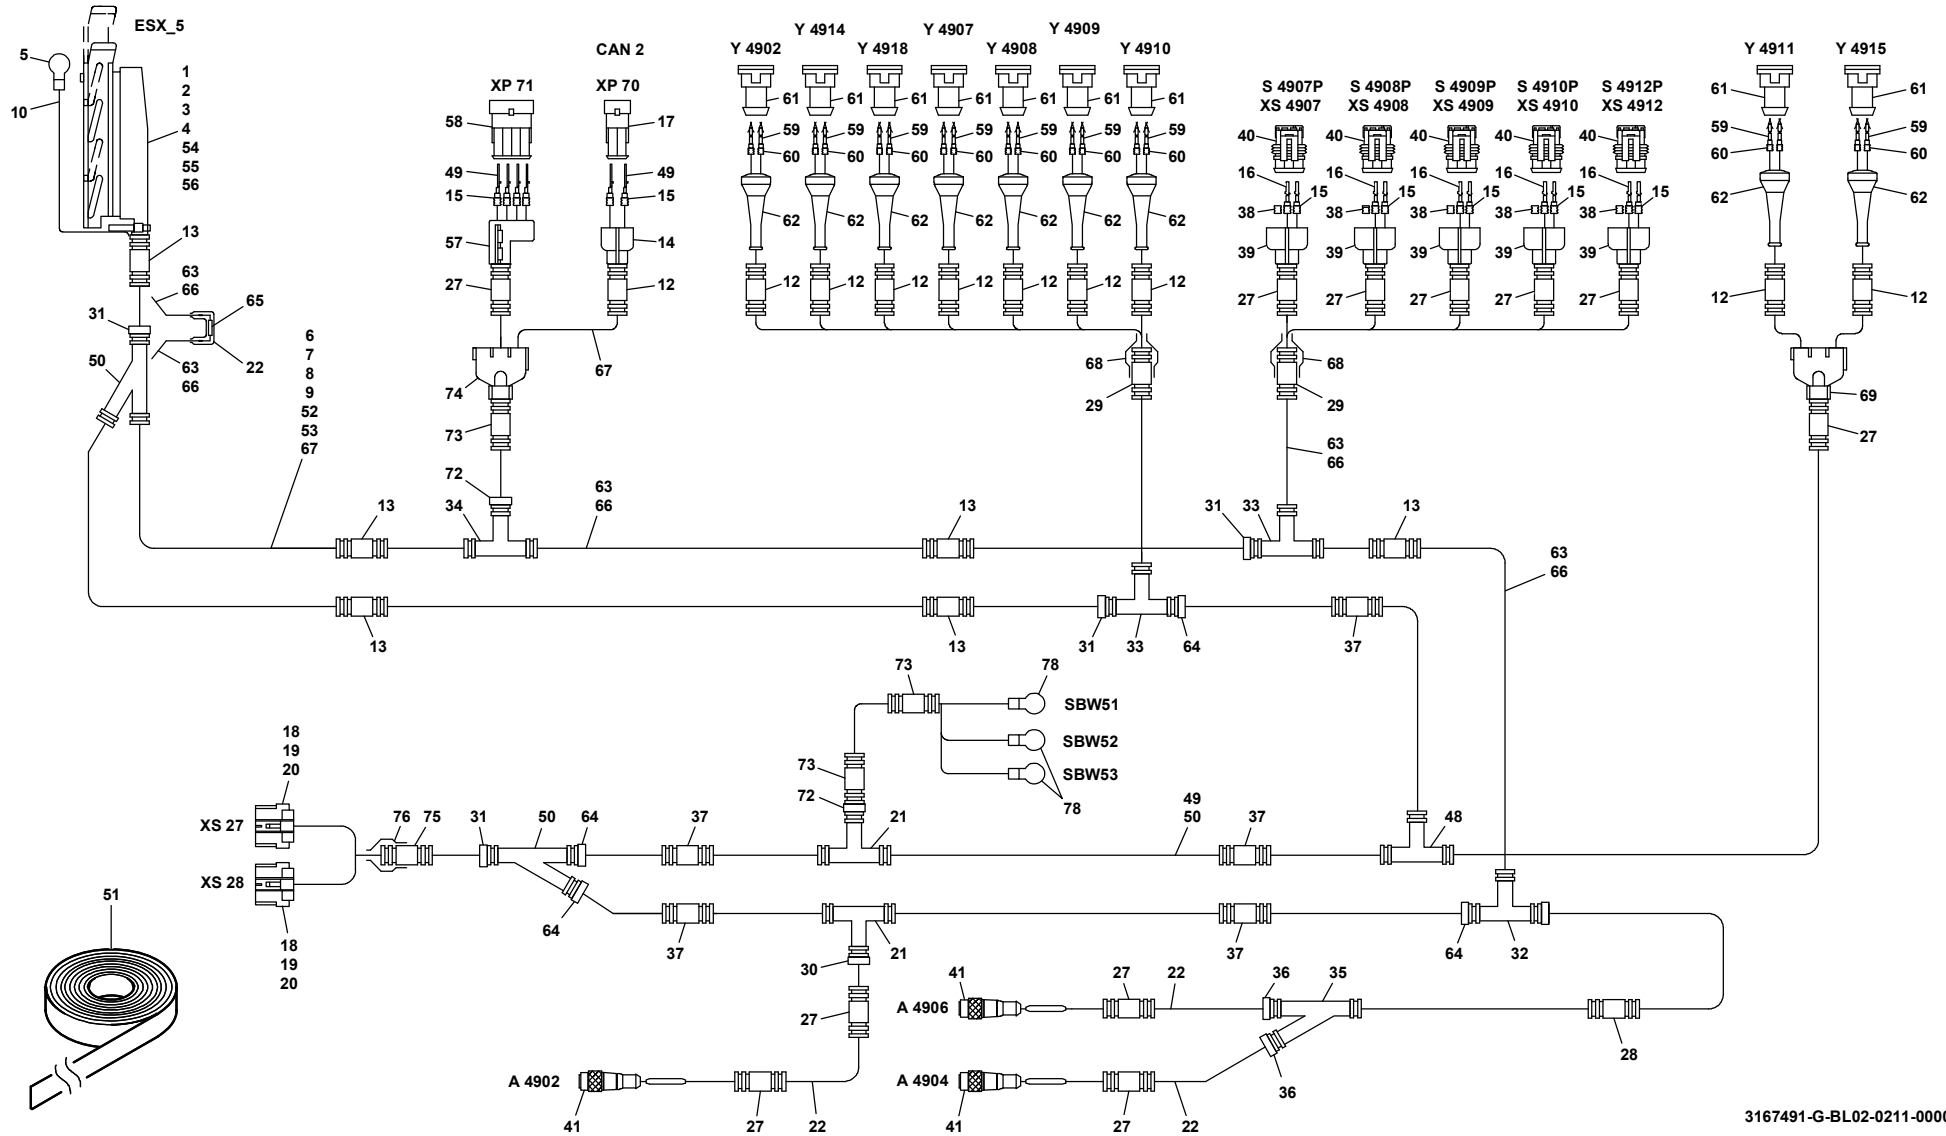 ESX_5
Y 4914 Y 4907 Y 4909
CAN 2 Y 4902 Y 4918 Y 4908 Y 4910 Y 4911 Y 4915
5
1
2
3
4
54
55
56
10
XP 71 XP 70
S 4907P S 4908P S 4909P S 4910P S 4912P
XS 4907 XS 4908 XS 4909 XS 4910 XS 4912
61 61 61 61 61 61 61 61 61
58 17
59 59 59 59 59 59 59 59 59
40 40 40 40 40
60 60 60 60 60 60 60 60 60
49 49
16 16 16 16 16
15 15 15 15 15 15 15
38 38 38 38 38
62 62 62 62 62 62 62 62 62
13 57 14 39 39 39 39 39
63
66
27 12 12 12 12 12 12 12 12 27 27 27 27 27 12 12
65
31
6
7
8
9
52
53
67
50
63
66
22
67
68 68
74
29 29
69
73
27
63
66
72
63
66
13 34 13 31 33 13
63
66
13 13 31 33 64 37
73 78
SBW51
18
19
20
SBW52
73 SBW53
72 78
49
50
XS 27 76 75 31 50 64 37 21 37 48
XS 28
51
64 37 21 37 64 32
18
19
20
30
41 27 22 36 35
A 4906
27
28
A 4902 A 4904
36
41 27 22 41 27 22
3167491-G-BL02-0211-0000